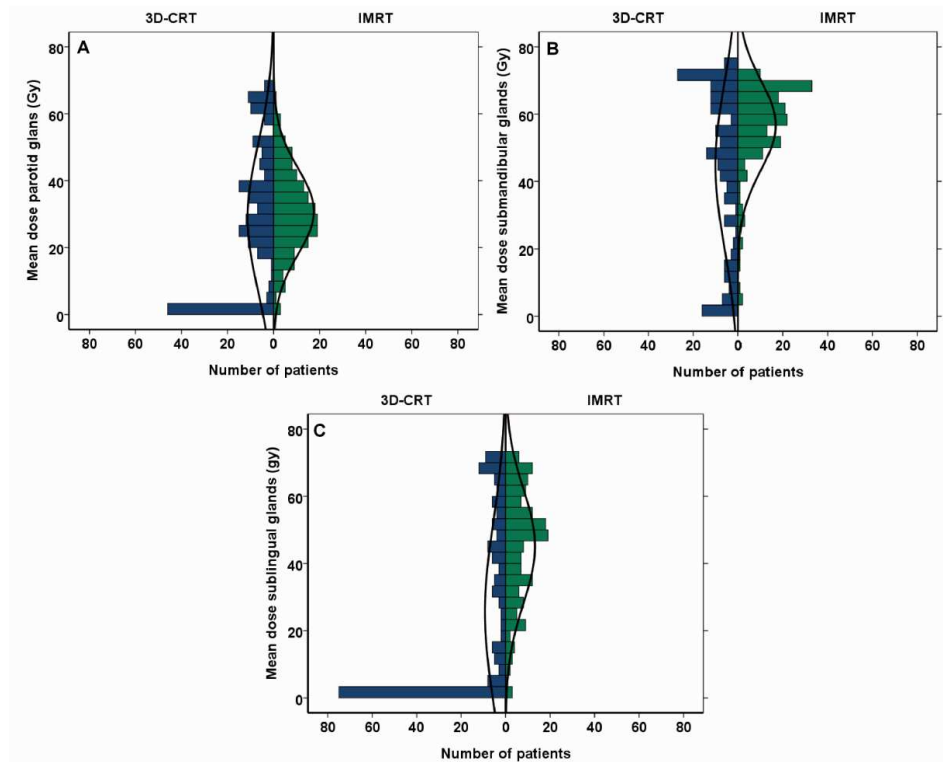 3D-CRT IMRT
A
Mean dose parotid glans (Gy)
80
60
40
20
0
80 60 40 20 0 20 40 60 80
Number of patients
3D-CRT IMRT
B
Mean dose submandibular glands (Gy)
80
60
40
20
0
80 60 40 20 0 20 40 60 80
Number of patients
3D-CRT IMRT
C
Mean dose sublingual glands (gy)
80
60
40
20
0
80 60 40 20 0 20 40 60 80
Number of patients